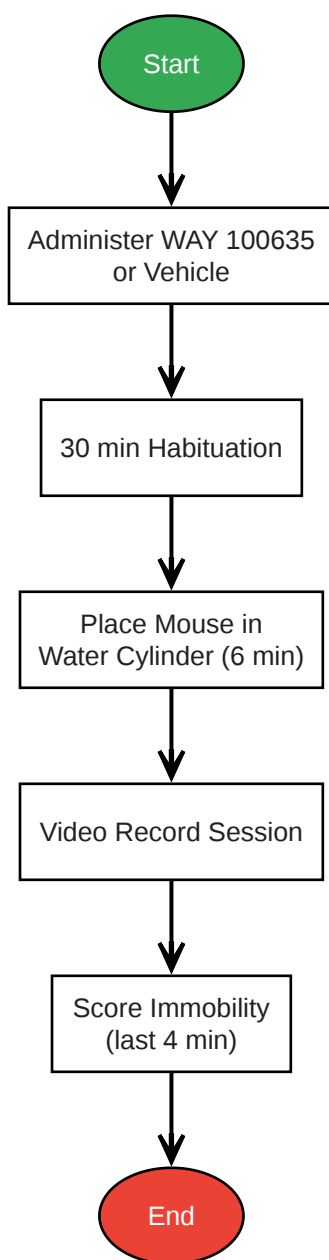 Start
Administer WAY 100635
or Vehicle
30 min Habituation
Place Mouse in
Water Cylinder (6 min)
Video Record Session
Score Immobility
(last 4 min)
End